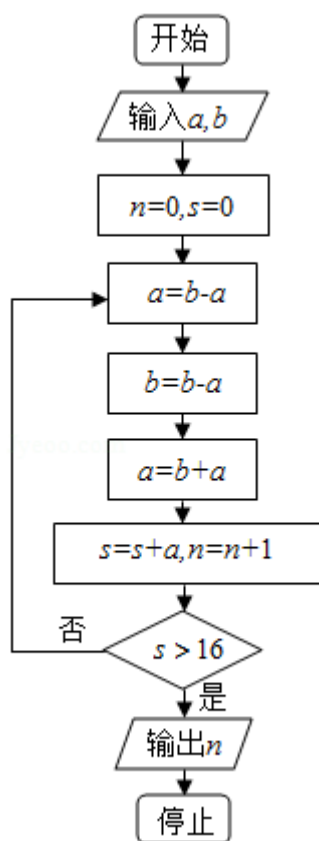 开始
输入a,b
n=0,s=0
a=b-a
b=b-a
a=b+a
s=s+a,n=n+1
否
s > 16
是
输出n
停止